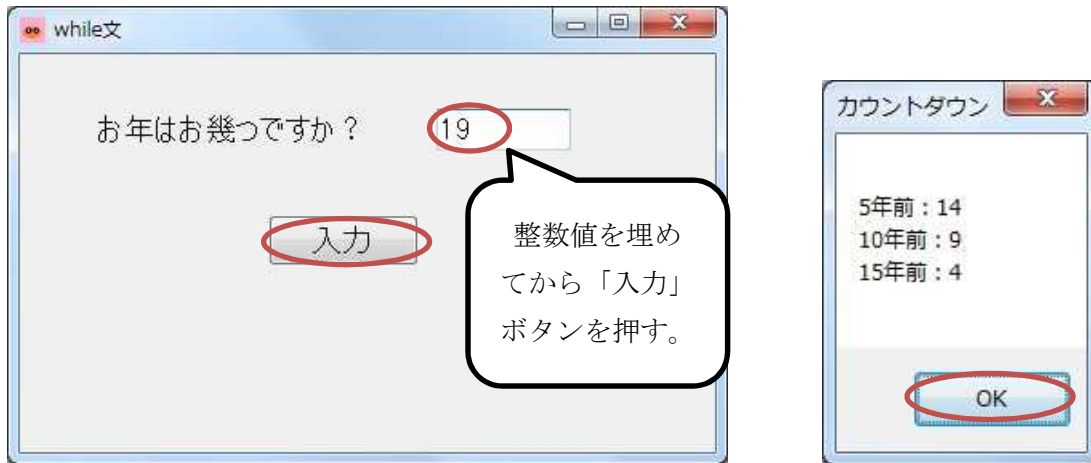 while文
お年はお幾つですか？
19
入力
整数値を埋め
てから「入力」
ボタンを押す。
カウントダウン
5年前：14
10年前：9
15年前：4
OK